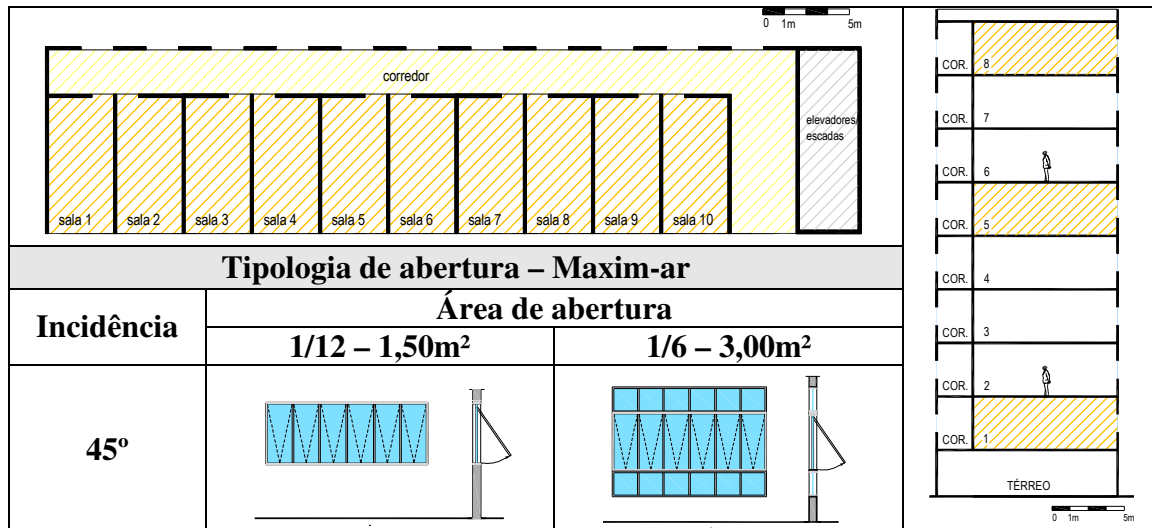 0 1m 5m
corredor
elevadores/
escadas
sala 1 sala 2 sala 3 sala 4 sala 5 sala 6 sala 7 sala 8 sala 9 sala 10
Tipologia de abertura – Maxim-ar
Incidência
Área de abertura
1/12 – 1,50m²
1/6 – 3,00m²
45º
COR. 8
COR. 7
COR. 6
COR. 5
COR. 4
COR. 3
COR. 2
COR. 1
TÉRREO
0 1m 5m